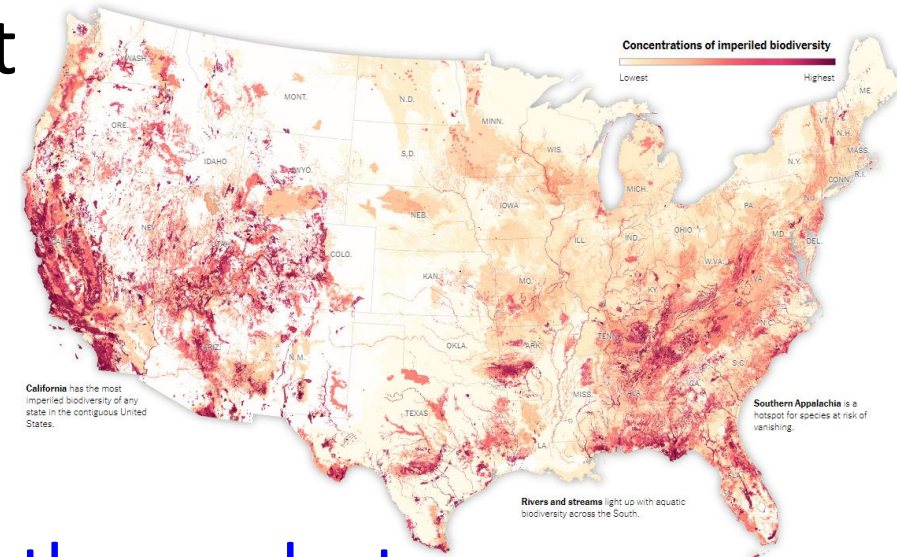 t
Concentrations of imperiled biodiversity
Lowest Highest
WASH.
MONT.
N.D.
MINN.
ME.
ORE.
IDAHO
WYO.
S.D.
WIS.
VT.
N.H.
MASS.
N.Y.
CONN.
R.I.
MICH.
NEB.
IOWA
PA.
N.J.
NEV.
COLO.
ILL.
IND.
OHIO
MD.
DEL.
W.VA.
VA.
KAN.
MO.
KY.
ARIZ.
N.M.
OKLA.
ARK.
TENN.
S.C.
GA.
MISS.
TEXAS
LA.
FLA.
California has the most
imperiled biodiversity of any
state in the contiguous United
States.
Southern Appalachia is a
hotspot for species at risk of
vanishing.
Rivers and streams light up with aquatic
biodiversity across the South.